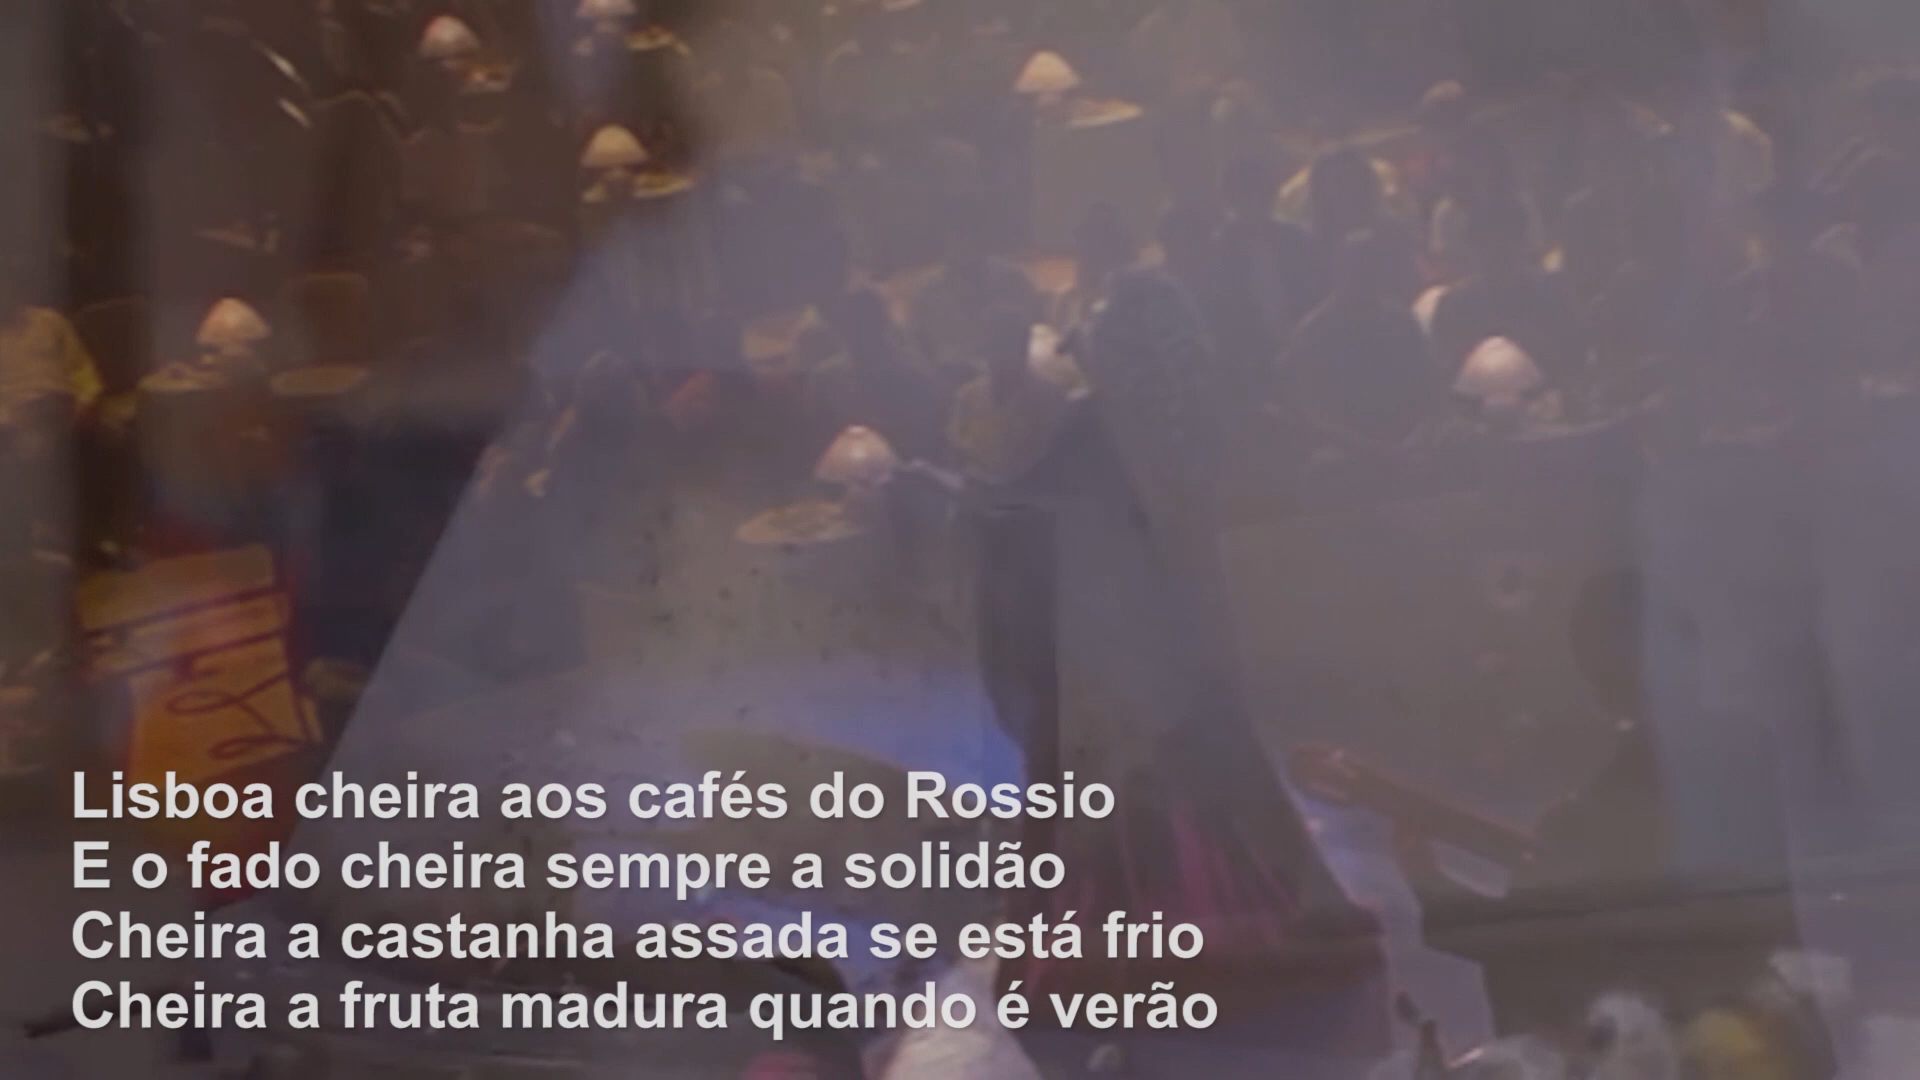 Lisboa cheira aos cafés do Rossio
E o fado cheira sempre a solidão
Cheira a castanha assada se está frio
Cheira a fruta madura quando é verão